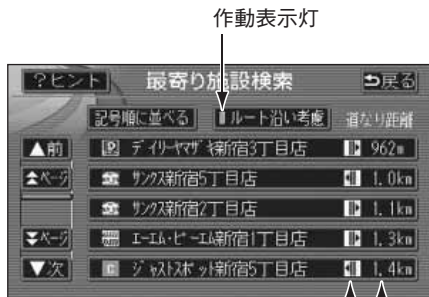 作動表示灯
?ヒント 最寄り施設検索 戻る
記号順に並べる ルート沿い考慮 道なり距離
▲前 P デイリーヤマザキ新宿3丁目店 962m
ページ サンクス新宿5丁目店 1.0km
サンクス新宿2丁目店 1.1km
ページ エーエム・ピーエム新宿1丁目店 1.3km
▼次 C ジャストスポット新宿5丁目店 1.4km